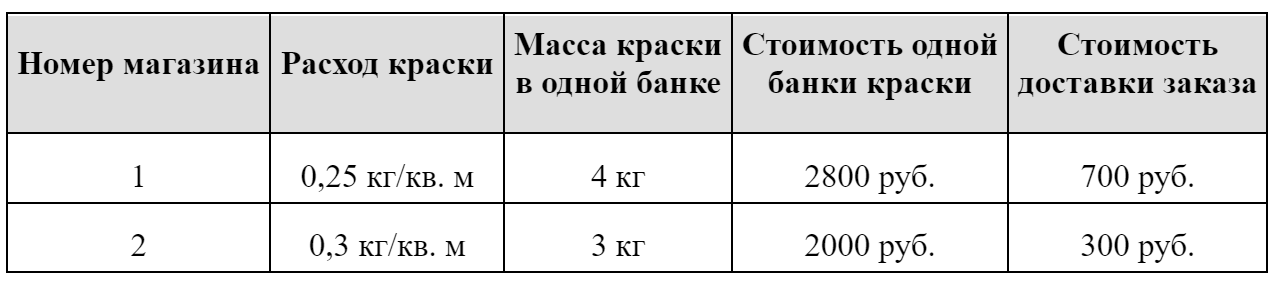 Номер магазина Расход краски Масса краски в одной банке Стоимость одной банки краски Стоимость доставки заказа
1 0,25 кг/кв. м 4 кг 2800 руб. 700 руб.
2 0,3 кг/кв. м 3 кг 2000 руб. 300 руб.